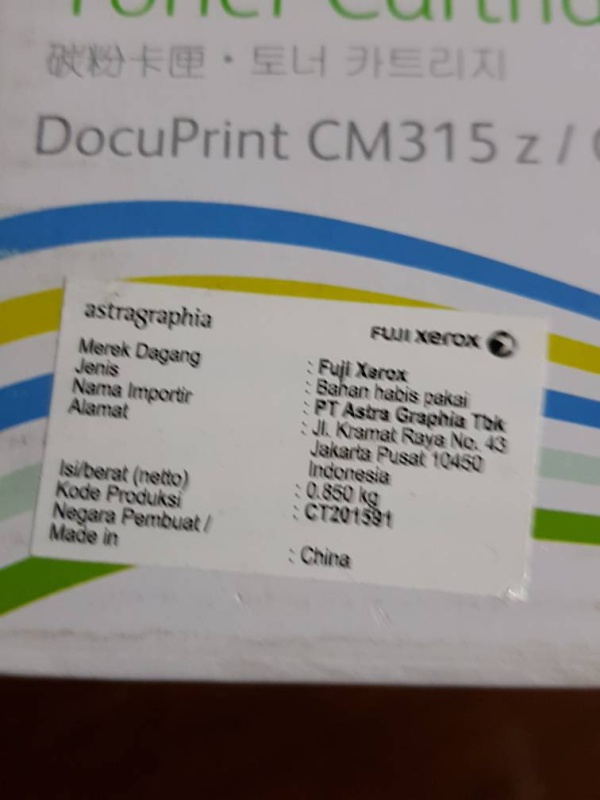 Toner Cartri
碳粉卡匣・토너 카트리지
DocuPrint CM315 z /
astragraphia
FUJI xerox
Merek Dagang : Fuji Xerox
Jenis : Bahan habis pakai
Nama Importir : PT Astra Graphia Tbk
Alamat : Jl. Kramat Raya No. 43
Jakarta Pusat 10450
Indonesia
Isi/berat (netto) : 0.850 kg
Kode Produksi : CT201591
Negara Pembuat /
Made in : China